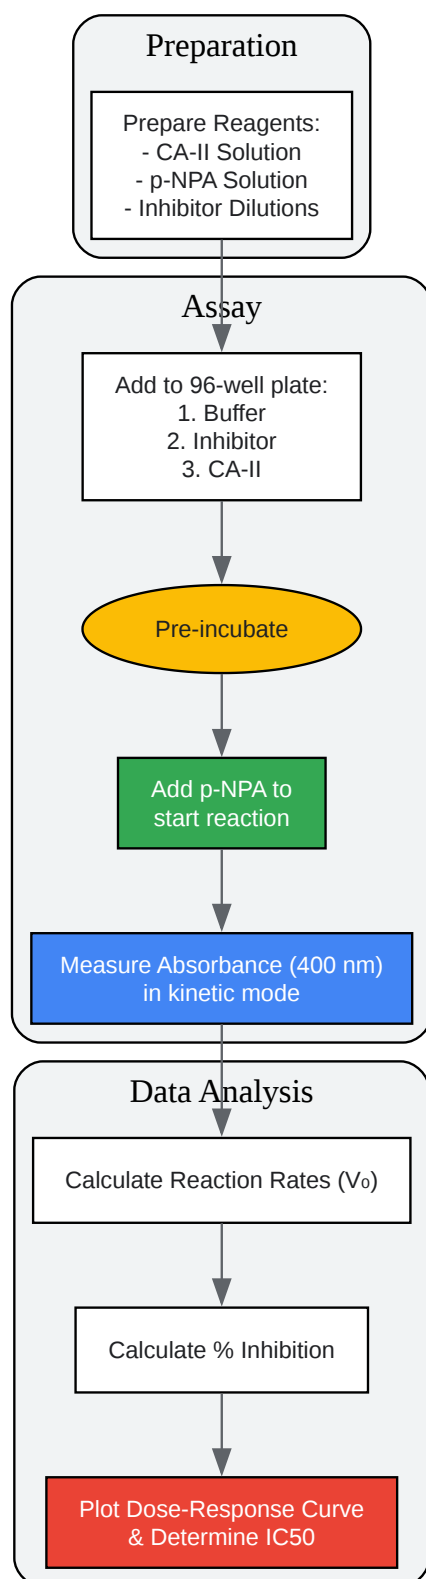 Preparation
Prepare Reagents:
- CA-II Solution
- p-NPA Solution
- Inhibitor Dilutions
Assay
Add to 96-well plate:
1. Buffer
2. Inhibitor
3. CA-II
Pre-incubate
Add p-NPA to
start reaction
Measure Absorbance (400 nm)
in kinetic mode
Data Analysis
Calculate Reaction Rates (V₀)
Calculate % Inhibition
Plot Dose-Response Curve
& Determine IC50